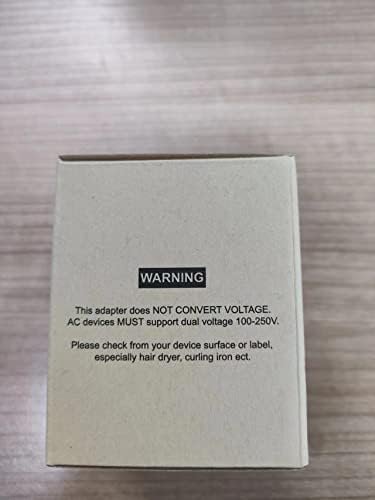 WARNING
This adapter does NOT CONVERT VOLTAGE.
AC devices MUST support dual voltage 100-250V.
Please check from your device surface or label,
especially hair dryer, curling iron ect.